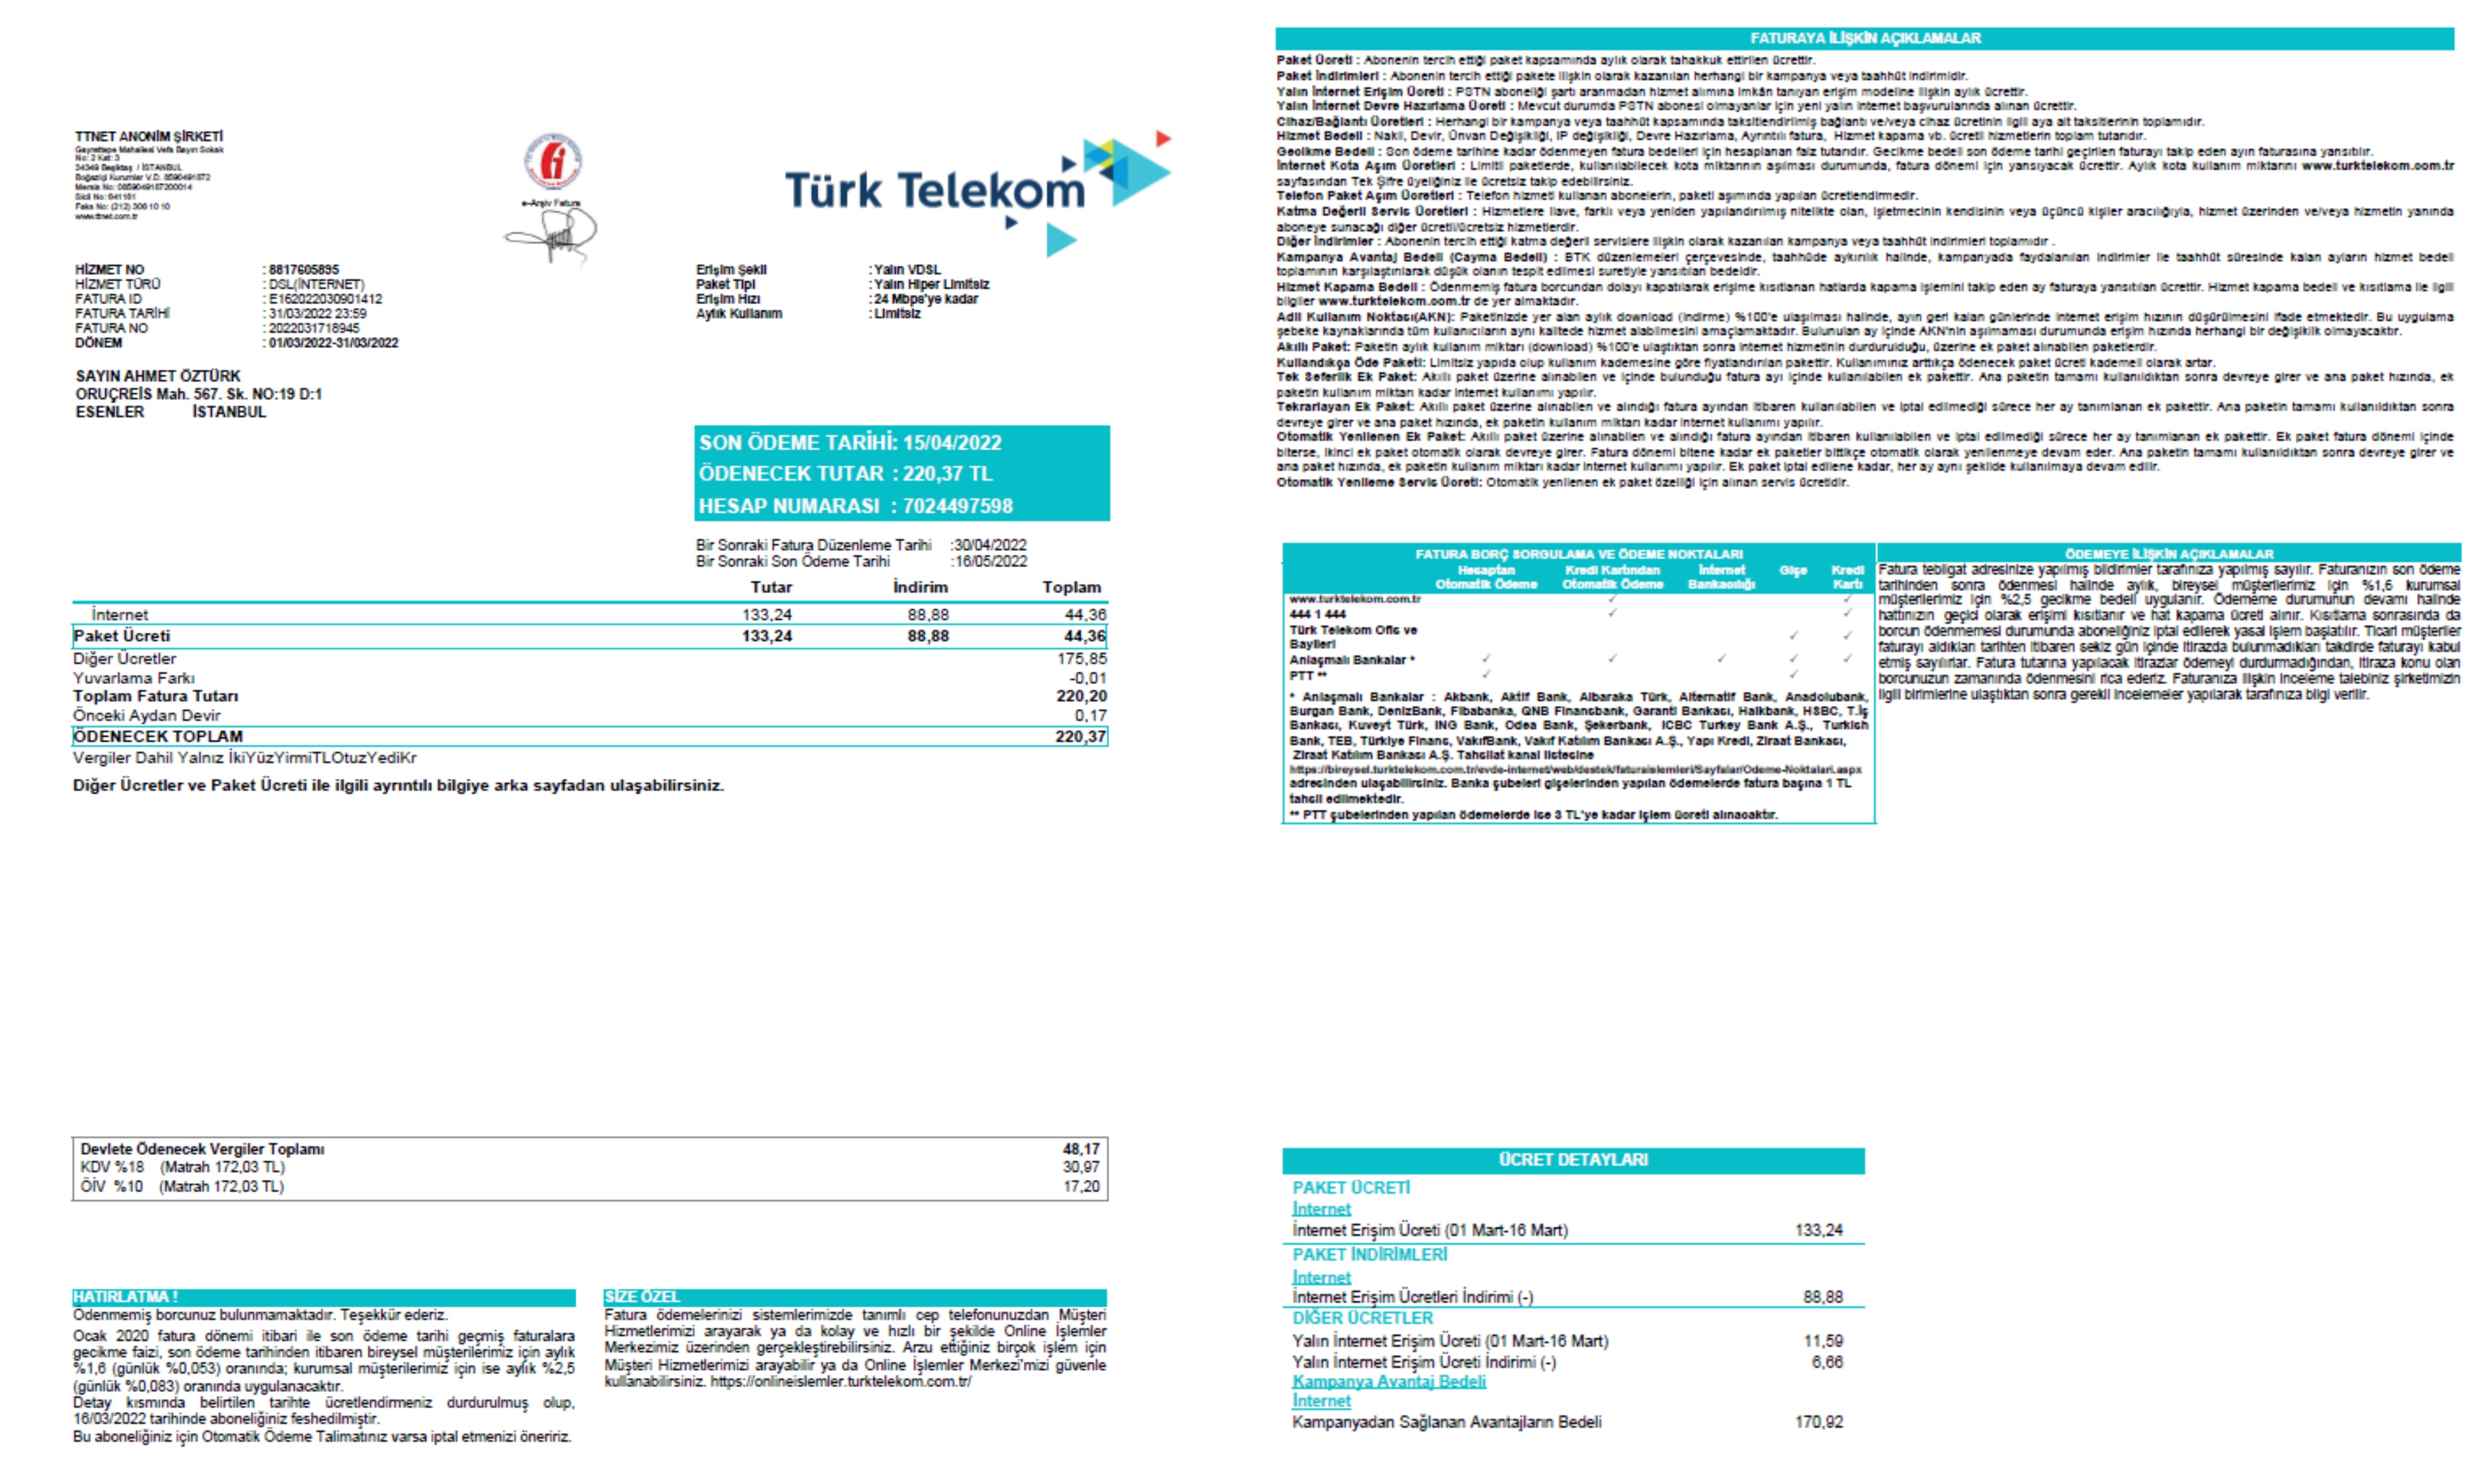 TTNET ANONİM ŞİRKETİ
Gayrettepe Mahallesi Vefa Bayırı Sokak
No: 2 Kat: 3
34349 Beşiktaş / İSTANBUL
Boğaziçi Kurumlar V.D. 8590491872
Mersis No: 0859049187200014
Sicil No: 641181
Faks No: (212) 306 10 10
www.ttnet.com.tr
e-Arşiv Fatura
Türk Telekom
HİZMET NO : 8817605895
HİZMET TÜRÜ : DSL(İNTERNET)
FATURA ID : E162022030901412
FATURA TARİHİ : 31/03/2022 23:59
FATURA NO : 2022031718945
DÖNEM : 01/03/2022-31/03/2022
Erişim Şekli : Yalın VDSL
Paket Tipi : Yalın Hiper Limitsiz
Erişim Hızı : 24 Mbps'ye kadar
Aylık Kullanım : Limitsiz
SAYIN AHMET ÖZTÜRK
ORUÇREİS Mah. 567. Sk. NO:19 D:1
ESENLER İSTANBUL
SON ÖDEME TARİHİ: 15/04/2022
ÖDENECEK TUTAR : 220,37 TL
HESAP NUMARASI : 7024497598
Bir Sonraki Fatura Düzenleme Tarihi :30/04/2022
Bir Sonraki Son Ödeme Tarihi :16/05/2022
Tutar İndirim Toplam
İnternet 133,24 88,88 44,36
Paket Ücreti 133,24 88,88 44,36
Diğer Ücretler 175,85
Yuvarlama Farkı -0,01
Toplam Fatura Tutarı 220,20
Önceki Aydan Devir 0,17
ÖDENECEK TOPLAM 220,37
Vergiler Dahil Yalnız İkiYüzYirmiTLOtuzYediKr
Diğer Ücretler ve Paket Ücreti ile ilgili ayrıntılı bilgiye arka sayfadan ulaşabilirsiniz.
Devlete Ödenecek Vergiler Toplamı 48,17
KDV %18 (Matrah 172,03 TL) 30,97
ÖİV %10 (Matrah 172,03 TL) 17,20
HATIRLATMA !
Ödenmemiş borcunuz bulunmamaktadır. Teşekkür ederiz.
Ocak 2020 fatura dönemi itibari ile son ödeme tarihi geçmiş faturalara
gecikme faizi, son ödeme tarihinden itibaren bireysel müşterilerimiz için aylık
%1,6 (günlük %0,053) oranında; kurumsal müşterilerimiz için ise aylık %2,5
(günlük %0,083) oranında uygulanacaktır.
Detay kısmında belirtilen tarihte ücretlendirmeniz durdurulmuş olup,
16/03/2022 tarihinde aboneliğiniz feshedilmiştir.
Bu aboneliğiniz için Otomatik Ödeme Talimatınız varsa iptal etmenizi öneririz.
SİZE ÖZEL
Fatura ödemelerinizi sistemlerimizde tanımlı cep telefonunuzdan Müşteri
Hizmetlerimizi arayarak ya da kolay ve hızlı bir şekilde Online İşlemler
Merkezimiz üzerinden gerçekleştirebilirsiniz. Arzu ettiğiniz birçok işlem için
Müşteri Hizmetlerimizi arayabilir ya da Online İşlemler Merkezi'mizi güvenle
kullanabilirsiniz. https://onlineislemler.turktelekom.com.tr/
FATURAYA İLİŞKİN AÇIKLAMALAR
Paket Ücreti : Abonenin tercih ettiği paket kapsamında aylık olarak tahakkuk ettirilen ücrettir.
Paket İndirimleri : Abonenin tercih ettiği pakete ilişkin olarak kazanılan herhangi bir kampanya veya taahhüt indirimidir.
Yalın İnternet Erişim Ücreti : PSTN aboneliği şartı aranmadan hizmet alımına imkân tanıyan erişim modeline ilişkin aylık ücrettir.
Yalın İnternet Devre Hazırlama Ücreti : Mevcut durumda PSTN abonesi olmayanlar için yeni yalın internet başvurularında alınan ücrettir.
Cihaz/Bağlantı Ücretleri : Herhangi bir kampanya veya taahhüt kapsamında taksitlendirilmiş bağlantı ve/veya cihaz ücretinin ilgili aya ait taksitlerinin toplamıdır.
Hizmet Bedeli : Nakil, Devir, Ünvan Değişikliği, IP değişikliği, Devre Hazırlama, Ayrıntılı fatura, Hizmet kapama vb. ücretli hizmetlerin toplam tutarıdır.
Gecikme Bedeli : Son ödeme tarihine kadar ödenmeyen fatura bedelleri için hesaplanan faiz tutarıdır. Gecikme bedeli son ödeme tarihi geçirilen faturayı takip eden ayın faturasına yansıtılır.
İnternet Kota Aşım Ücretleri : Limitli paketlerde, kullanılabilecek kota miktarının aşılması durumunda, fatura dönemi için yansıyacak ücrettir. Aylık kota kullanım miktarını www.turktelekom.com.tr
sayfasından Tek Şifre üyeliğiniz ile ücretsiz takip edebilirsiniz.
Telefon Paket Aşım Ücretleri : Telefon hizmeti kullanan abonelerin, paketi aşımında yapılan ücretlendirmedir.
Katma Değerli Servis Ücretleri : Hizmetlere ilave, farklı veya yeniden yapılandırılmış nitelikte olan, işletmecinin kendisinin veya üçüncü kişiler aracılığıyla, hizmet üzerinden ve/veya hizmetin yanında
aboneye sunacağı diğer ücretli/ücretsiz hizmetlerdir.
Diğer İndirimler : Abonenin tercih ettiği katma değerli servislere ilişkin olarak kazanılan kampanya veya taahhüt indirimleri toplamıdır .
Kampanya Avantaj Bedeli (Cayma Bedeli) : BTK düzenlemeleri çerçevesinde, taahhüde aykırılık halinde, kampanyada faydalanılan indirimler ile taahhüt süresinde kalan ayların hizmet bedeli
toplamının karşılaştırılarak düşük olanın tespit edilmesi suretiyle yansıtılan bedeldir.
Hizmet Kapama Bedeli : Ödenmemiş fatura borcundan dolayı kapatılarak erişime kısıtlanan hatlarda kapama işlemini takip eden ay faturaya yansıtılan ücrettir. Hizmet kapama bedeli ve kısıtlama ile ilgili
bilgiler www.turktelekom.com.tr de yer almaktadır.
Adil Kullanım Noktası(AKN): Paketinizde yer alan aylık download (indirme) %100'e ulaşılması halinde, ayın geri kalan günlerinde internet erişim hızının düşürülmesini ifade etmektedir. Bu uygulama
şebeke kaynaklarında tüm kullanıcıların aynı kalitede hizmet alabilmesini amaçlamaktadır. Bulunulan ay içinde AKN'nin aşılmaması durumunda erişim hızında herhangi bir değişiklik olmayacaktır.
Akıllı Paket: Paketin aylık kullanım miktarı (download) %100'e ulaştıktan sonra internet hizmetinin durdurulduğu, üzerine ek paket alınabilen paketlerdir.
Kullandıkça Öde Paketi: Limitsiz yapıda olup kullanım kademesine göre fiyatlandırılan pakettir. Kullanımınız arttıkça ödenecek paket ücreti kademeli olarak artar.
Tek Seferlik Ek Paket: Akıllı paket üzerine alınabilen ve içinde bulunduğu fatura ayı içinde kullanılabilen ek pakettir. Ana paketin tamamı kullanıldıktan sonra devreye girer ve ana paket hızında, ek
paketin kullanım miktarı kadar internet kullanımı yapılır.
Tekrarlayan Ek Paket: Akıllı paket üzerine alınabilen ve alındığı fatura ayından itibaren kullanılabilen ve iptal edilmediği sürece her ay tanımlanan ek pakettir. Ana paketin tamamı kullanıldıktan sonra
devreye girer ve ana paket hızında, ek paketin kullanım miktarı kadar internet kullanımı yapılır.
Otomatik Yenilenen Ek Paket: Akıllı paket üzerine alınabilen ve alındığı fatura ayından itibaren kullanılabilen ve iptal edilmediği sürece her ay tanımlanan ek pakettir. Ek paket fatura dönemi içinde
biterse, ikinci ek paket otomatik olarak devreye girer. Fatura dönemi bitene kadar ek paketler bittikçe otomatik olarak yenilenmeye devam eder. Ana paketin tamamı kullanıldıktan sonra devreye girer ve
ana paket hızında, ek paketin kullanım miktarı kadar internet kullanımı yapılır. Ek paket iptal edilene kadar, her ay aynı şekilde kullanılmaya devam edilir.
Otomatik Yenileme Servis Ücreti: Otomatik yenilenen ek paket özelliği için alınan servis ücretidir.
FATURA BORÇ SORGULAMA VE ÖDEME NOKTALARI
Hesaptan Otomatik Ödeme Kredi Kartından Otomatik Ödeme İnternet Bankacılığı Gişe Kredi Kartı
www.turktelekom.com.tr ✓ ✓
444 1 444 ✓ ✓
Türk Telekom Ofis ve
Bayileri ✓ ✓
Anlaşmalı Bankalar * ✓ ✓ ✓ ✓ ✓
PTT ** ✓ ✓
* Anlaşmalı Bankalar : Akbank, Aktif Bank, Albaraka Türk, Alternatif Bank, Anadolubank,
Burgan Bank, DenizBank, Fibabanka, QNB Finansbank, Garanti Bankası, Halkbank, HSBC, T.İş
Bankası, Kuveyt Türk, ING Bank, Odea Bank, Şekerbank, ICBC Turkey Bank A.Ş., Turkish
Bank, TEB, Türkiye Finans, VakıfBank, Vakıf Katılım Bankası A.Ş., Yapı Kredi, Ziraat Bankası,
Ziraat Katılım Bankası A.Ş. Tahsilat kanal listesine
https://bireysel.turktelekom.com.tr/evde-internet/web/destek/faturaislemleri/Sayfalar/Odeme-Noktalari.aspx
adresinden ulaşabilirsiniz. Banka şubeleri gişelerinden yapılan ödemelerde fatura başına 1 TL
tahsil edilmektedir.
** PTT şubelerinden yapılan ödemelerde ise 3 TL'ye kadar işlem ücreti alınacaktır.
ÖDEMEYE İLİŞKİN AÇIKLAMALAR
Fatura tebligat adresinize yapılmış bildirimler tarafınıza yapılmış sayılır. Faturanızın son ödeme
tarihinden sonra ödenmesi halinde aylık, bireysel müşterilerimiz için %1,6 kurumsal
müşterilerimiz için %2,5 gecikme bedeli uygulanır. Ödememe durumunun devamı halinde
hattınızın geçici olarak erişimi kısıtlanır ve hat kapama ücreti alınır. Kısıtlama sonrasında da
borcun ödenmemesi durumunda aboneliğiniz iptal edilerek yasal işlem başlatılır. Ticari müşteriler
faturayı aldıkları tarihten itibaren sekiz gün içinde itirazda bulunmadıkları takdirde faturayı kabul
etmiş sayılırlar. Fatura tutarına yapılacak itirazlar ödemeyi durdurmadığından, itiraza konu olan
borcunuzun zamanında ödenmesini rica ederiz. Faturanıza ilişkin inceleme talebiniz şirketimizin
ilgili birimlerine ulaştıktan sonra gerekli incelemeler yapılarak tarafınıza bilgi verilir.
ÜCRET DETAYLARI
PAKET ÜCRETİ
İnternet
İnternet Erişim Ücreti (01 Mart-16 Mart) 133,24
PAKET İNDİRİMLERİ
İnternet
İnternet Erişim Ücretleri İndirimi (-) 88,88
DİĞER ÜCRETLER
Yalın İnternet Erişim Ücreti (01 Mart-16 Mart) 11,59
Yalın İnternet Erişim Ücreti İndirimi (-) 6,66
Kampanya Avantaj Bedeli
İnternet
Kampanyadan Sağlanan Avantajların Bedeli 170,92